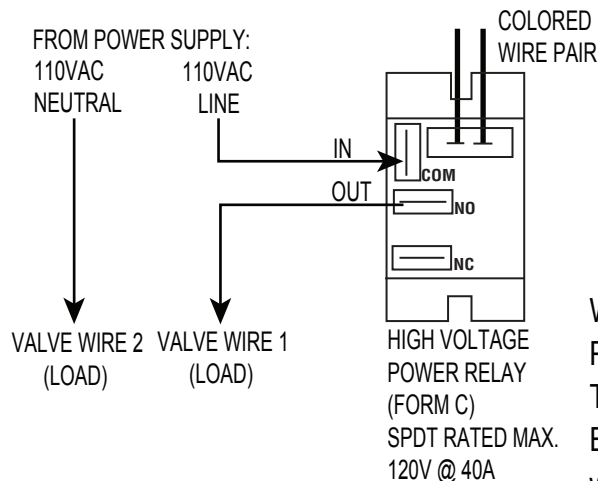 FROM POWER SUPPLY:
110VAC
NEUTRAL
110VAC
LINE
COLORED
WIRE PAIR
IN
COM
OUT
NO
NC
VALVE WIRE 2
(LOAD)
VALVE WIRE 1
(LOAD)
HIGH VOLTAGE
POWER RELAY
(FORM C)
SPDT RATED MAX.
120V @ 40A